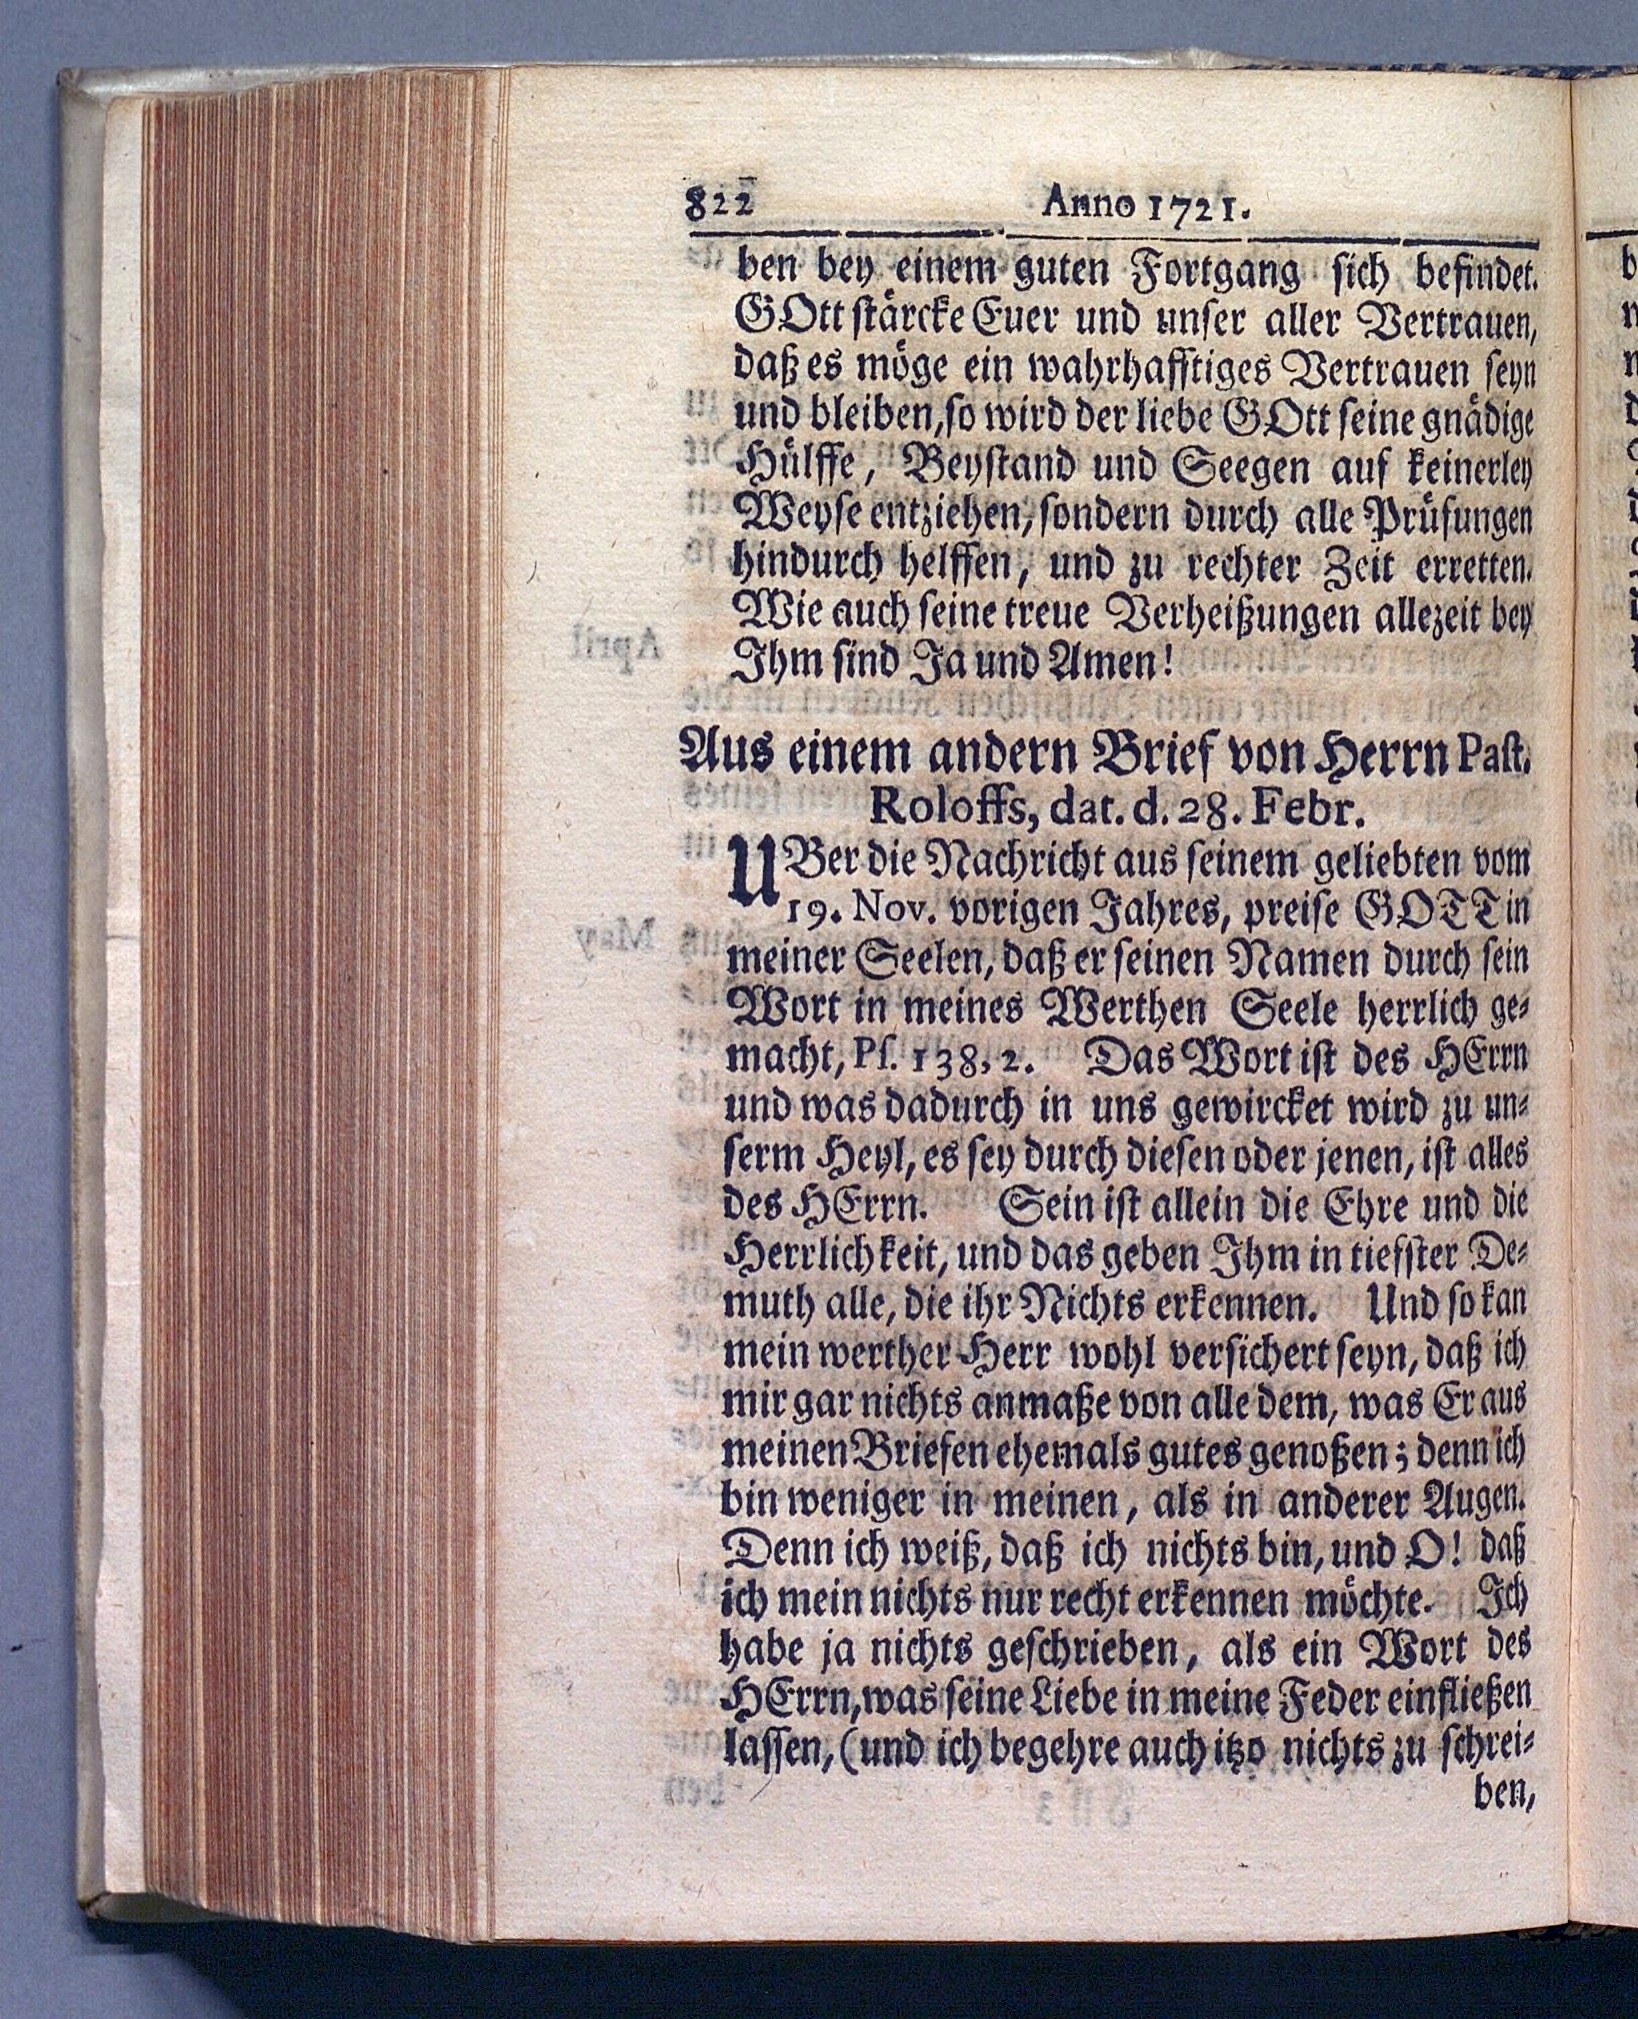 822 Anno 1721.
ben bey einem guten Fortgang sich befindet.
GOtt stärcke Euer und unser aller Vertrauen,
daß es möge ein wahrhafftiges Vertrauen seyn
und bleiben, so wird der liebe GOtt seine gnädige
Hülffe, Beystand und Seegen auf keinerley
Weyse entziehen, sondern durch alle Prüfungen
hindurch helffen, und zu rechter Zeit erretten.
Wie auch seine treue Verheißungen allezeit bey
Ihm sind Ja und Amen!
Aus einem andern Brief von Herrn Past.
Roloffs, dat. d. 28. Febr.
UBer die Nachricht aus seinem geliebten vom
19. Nov. vorigen Jahres, preise GOTT in
meiner Seelen, daß er seinen Namen durch sein
Wort in meines Werthen Seele herrlich ge-
macht, Ps. 138, 2. Das Wort ist des HErrn
und was dadurch in uns gewircket wird zu un-
serm Heyl, es sey durch diesen oder jenen, ist alles
des HErrn. Sein ist allein die Ehre und die
Herrlichkeit, und das geben Ihm in tiefster De-
muth alle, die ihr Nichts erkennen. Und so kan
mein werther Herr wohl versichert seyn, daß ich
mir gar nichts anmaße von alle dem, was Er aus
meinen Briefen ehemals gutes genoßen; denn ich
bin weniger in meinen, als in anderer Augen.
Denn ich weiß, daß ich nichts bin, und O! daß
ich mein nichts nur recht erkennen möchte. Ich
habe ja nichts geschrieben, als ein Wort des
HErrn, was seine Liebe in meine Feder einfließen
lassen, (und ich begehre auch itzo nichts zu schrei-
ben,